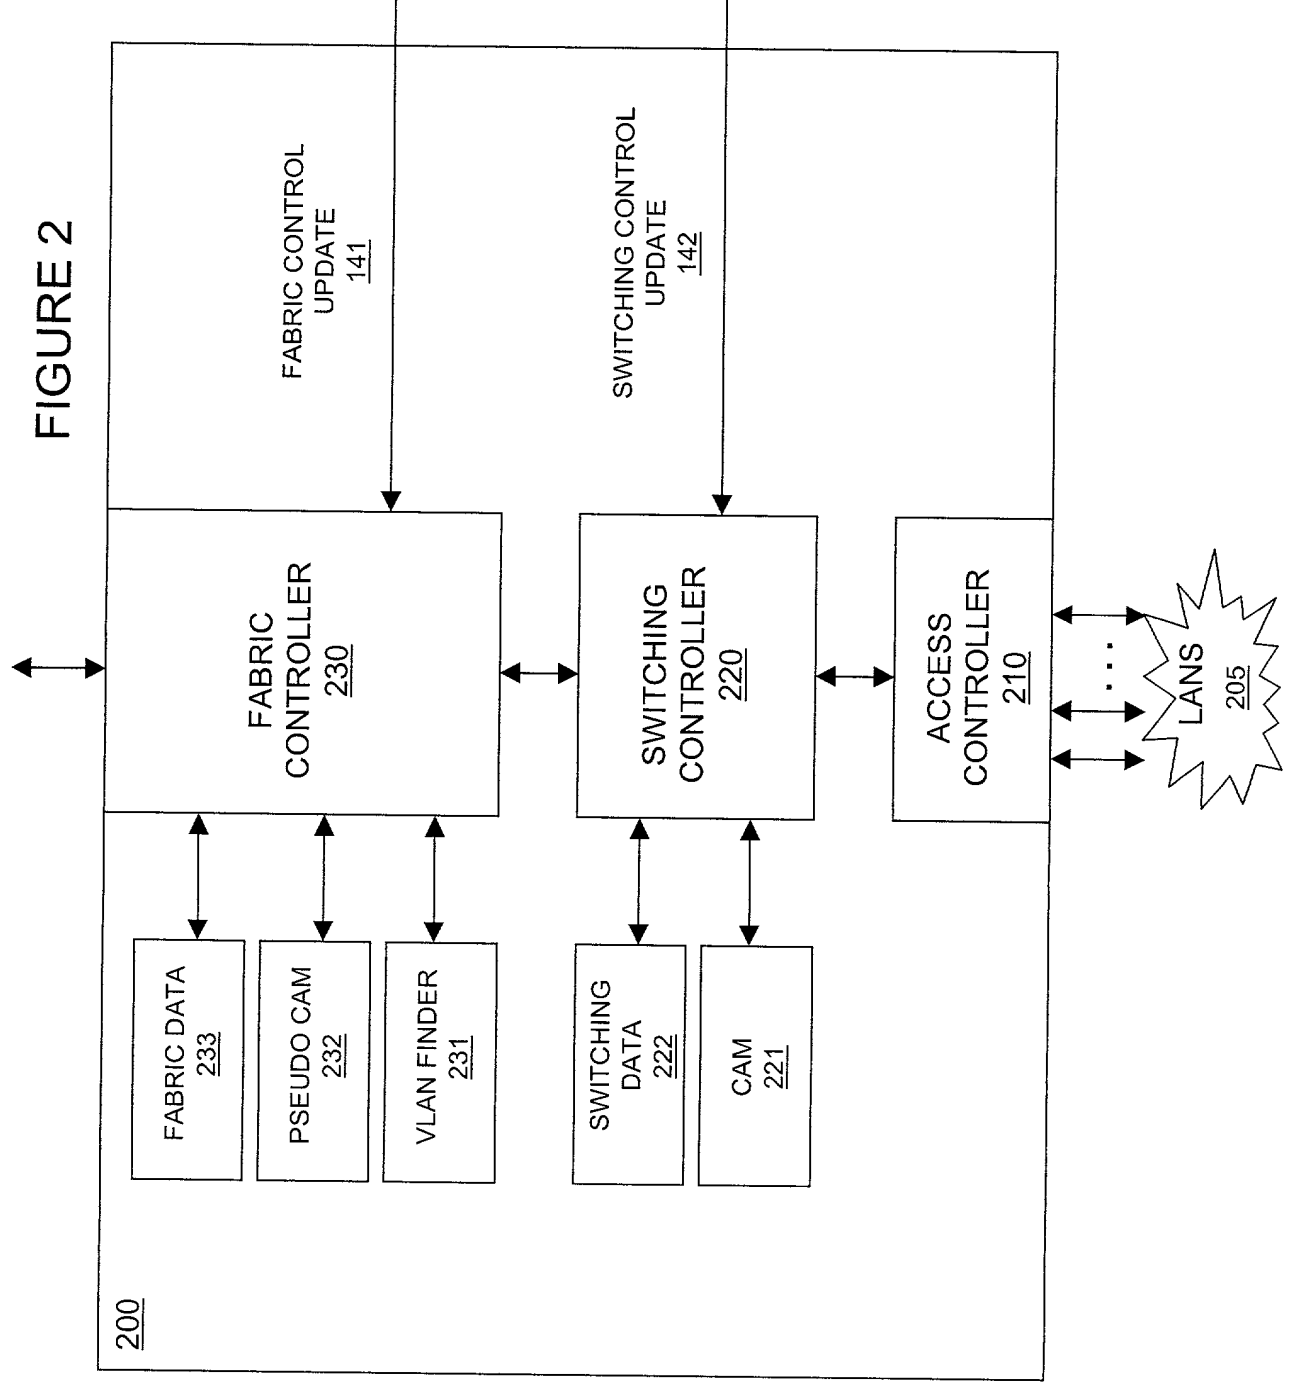 FIGURE 2
200
FABRIC DATA
233
PSEUDO CAM
232
VLAN FINDER
231
SWITCHING
DATA
222
CAM
221
FABRIC
CONTROLLER
230
SWITCHING
CONTROLLER
220
ACCESS
CONTROLLER
210
FABRIC CONTROL
UPDATE
141
SWITCHING CONTROL
UPDATE
142
LANS
205